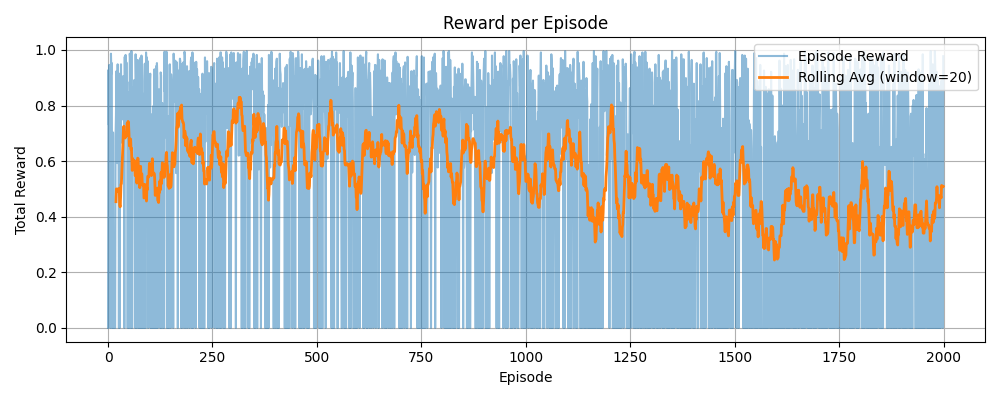 Reward per Episode
1.0
0.8
0.6
0.4
0.2
0.0
Total Reward
Episode Reward
Rolling Avg (window=20)
0 250 500 750 1000 1250 1500 1750 2000
Episode